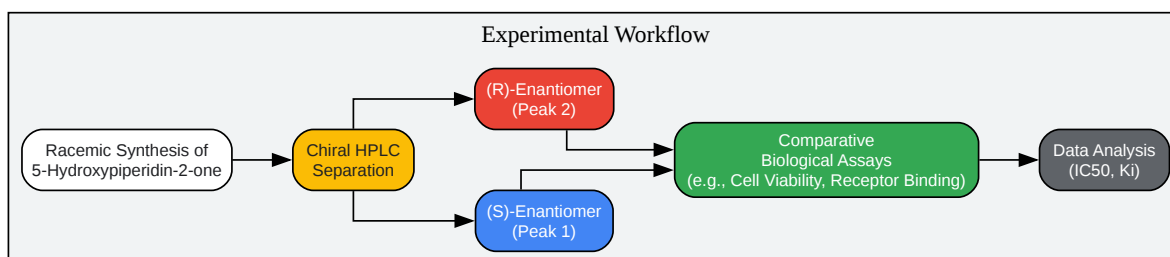 Experimental Workflow
Racemic Synthesis of
5-Hydroxypiperidin-2-one
Chiral HPLC
Separation
(R)-Enantiomer
(Peak 2)
(S)-Enantiomer
(Peak 1)
Comparative
Biological Assays
(e.g., Cell Viability, Receptor Binding)
Data Analysis
(IC50, Ki)